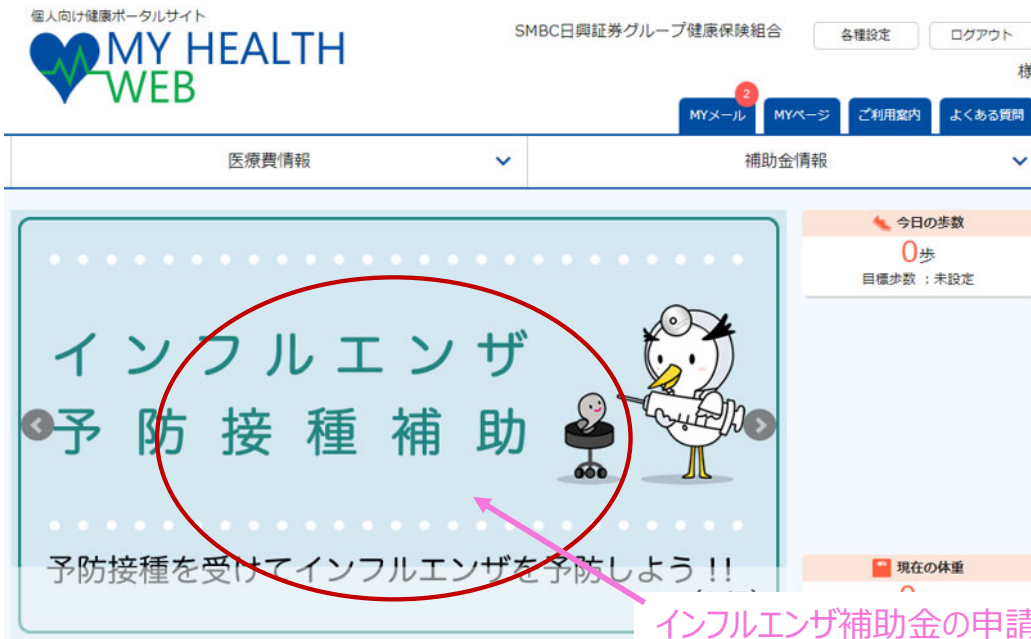 個人向け健康ポータルサイト
MY HEALTH
WEB
SMBC日興証券グループ健康保険組合
各種設定
ログアウト
様
2
MYメール
MYページ
ご利用案内
よくある質問
医療費情報
補助金情報
今日の歩数
0歩
目標歩数 : 未設定
インフルエンザ
予防接種補助
予防接種を受けてインフルエンザを予防しよう!!
現在の体重
インフルエンザ補助金の申請